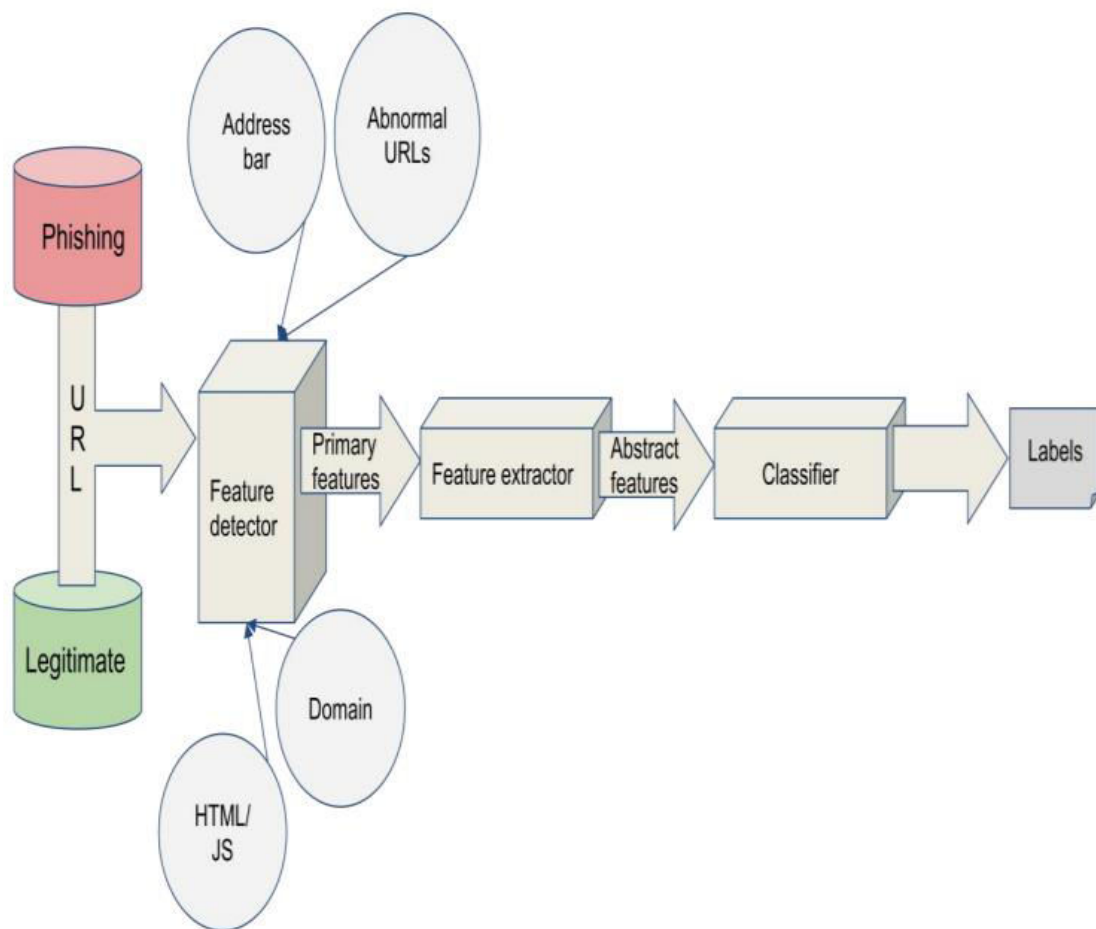 Address
bar
Abnormal
URLs
Phishing
U
R
L
Legitimate
Feature
detector
Primary
features
Feature extractor
Abstract
features
Classifier
Labels
Domain
HTML/
JS